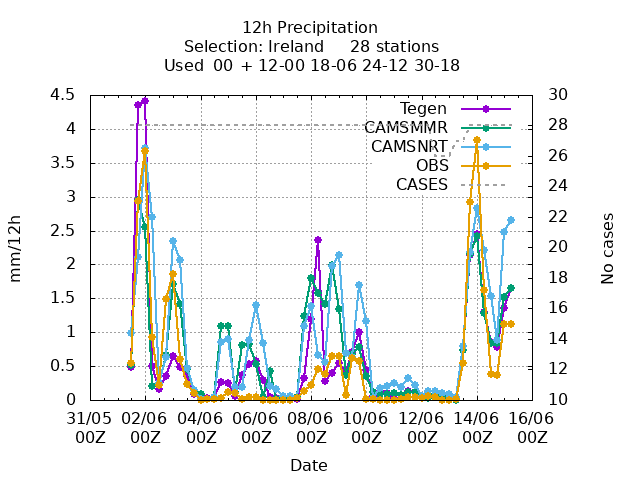 12h Precipitation
Selection: Ireland 28 stations
Used 00 + 12-00 18-06 24-12 30-18
4.5
4
3.5
3
2.5
2
1.5
1
0.5
0
mm/12h
30
28
26
24
22
20
18
16
14
12
10
No cases
Tegen
CAMSMMR
CAMSNRT
OBS
CASES
31/05 02/06 04/06 06/06 08/06 10/06 12/06 14/06 16/06
00Z 00Z 00Z 00Z 00Z 00Z 00Z 00Z 00Z
Date